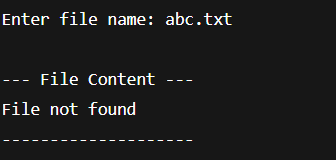 Enter file name: abc.txt
--- File Content ---
File not found
--------------------